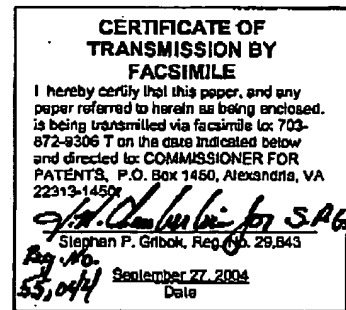 CERTIFICATE OF
TRANSMISSION BY
FACSIMILE
I hereby certify that this paper, and any
paper referred to herein as being enclosed,
is being transmitted via facsimile to: 703-
872-9306 T on the date indicated below
and directed to: COMMISSIONER FOR
PATENTS, P.O. Box 1450, Alexandria, VA
22313-1450:
for S.P.G.
Stephan P. Gribok, Reg. No. 29,643
Reg. No.
55,044
September 27, 2004
Date